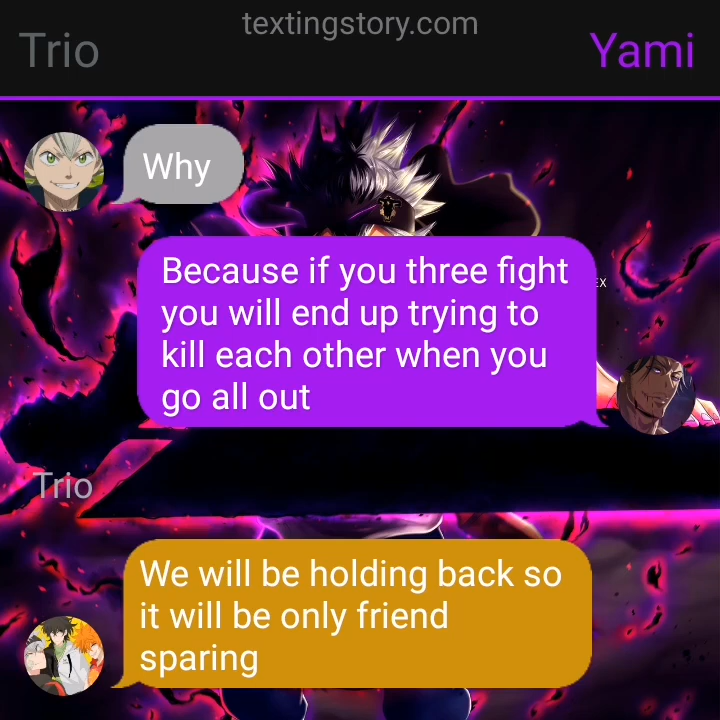 textingstory.com
Trio
Yami
Why
Because if you three fight
you will end up trying to
kill each other when you
go all out
EX
Trio
We will be holding back so
it will be only friend
sparing